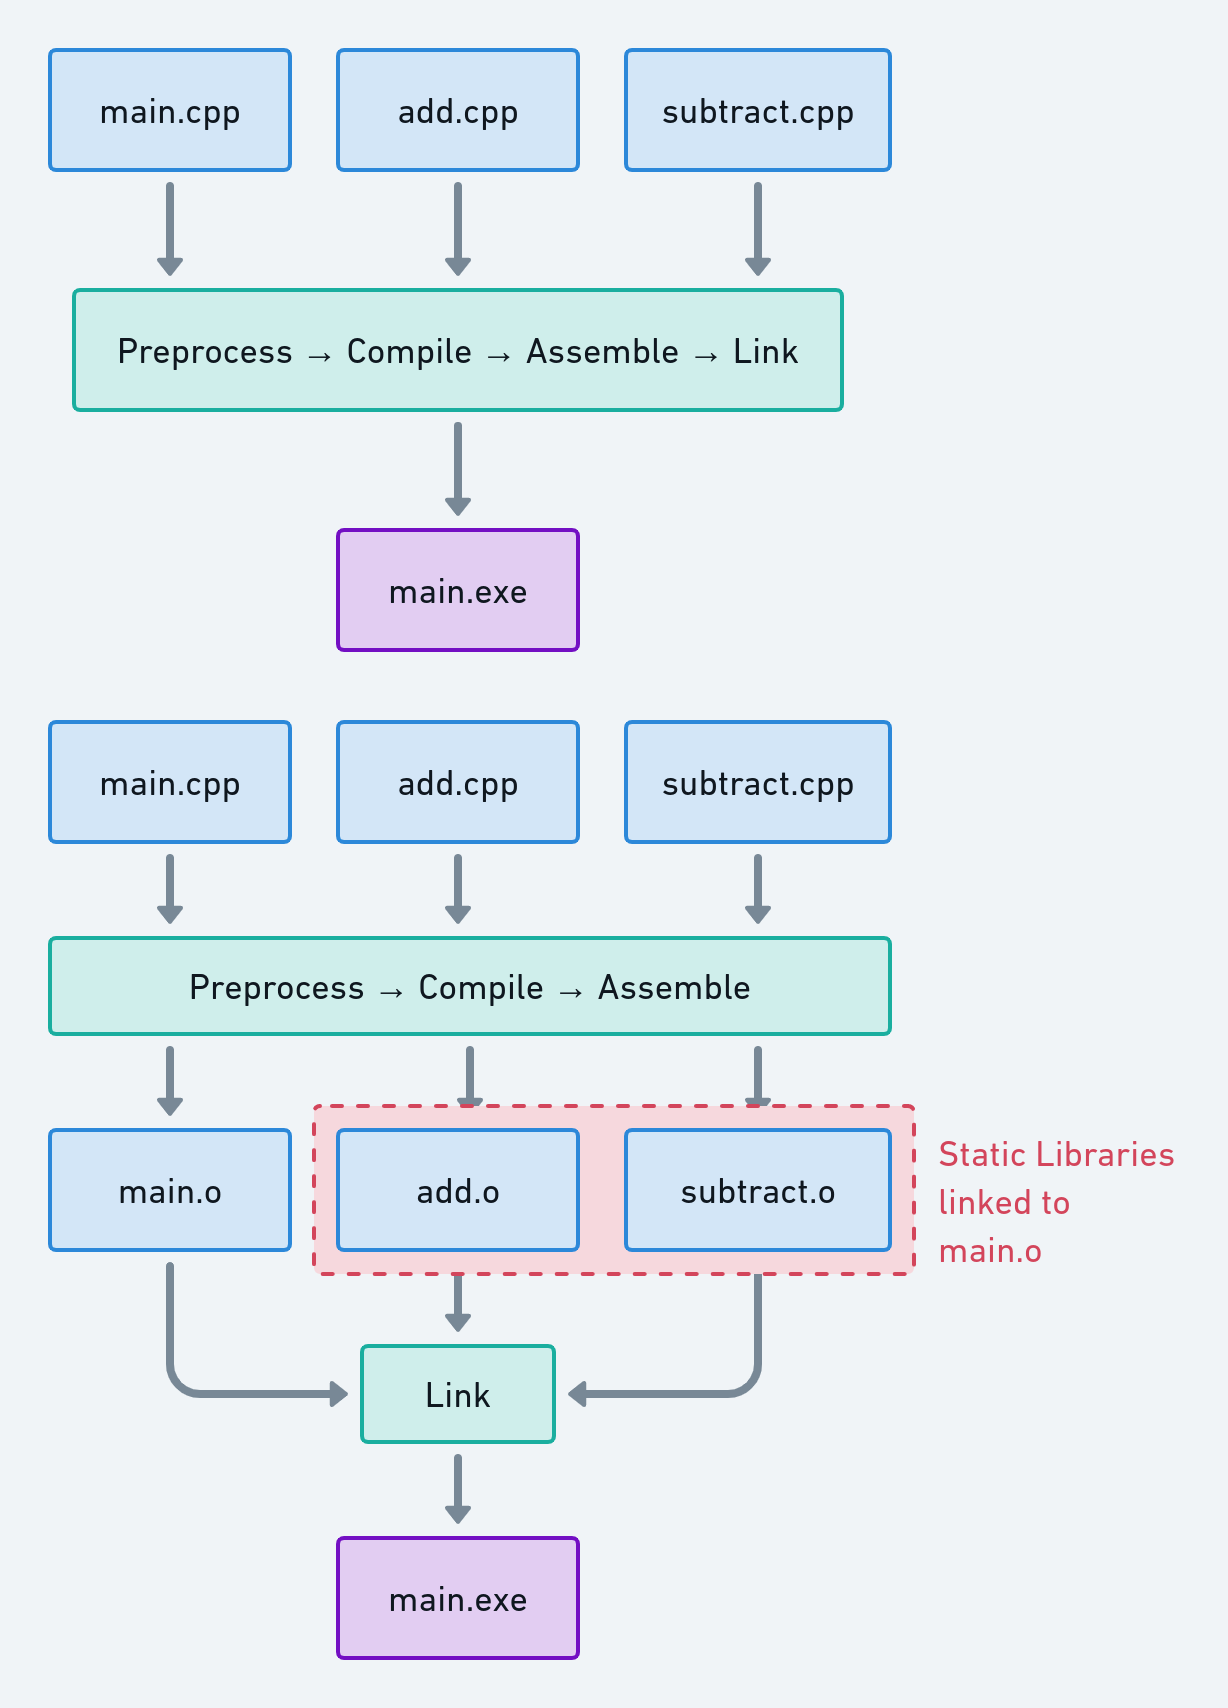 main.cpp
add.cpp
subtract.cpp
Preprocess → Compile → Assemble → Link
main.exe
main.cpp
add.cpp
subtract.cpp
Preprocess → Compile → Assemble
main.o
add.o
subtract.o
Static Libraries
linked to
main.o
Link
main.exe